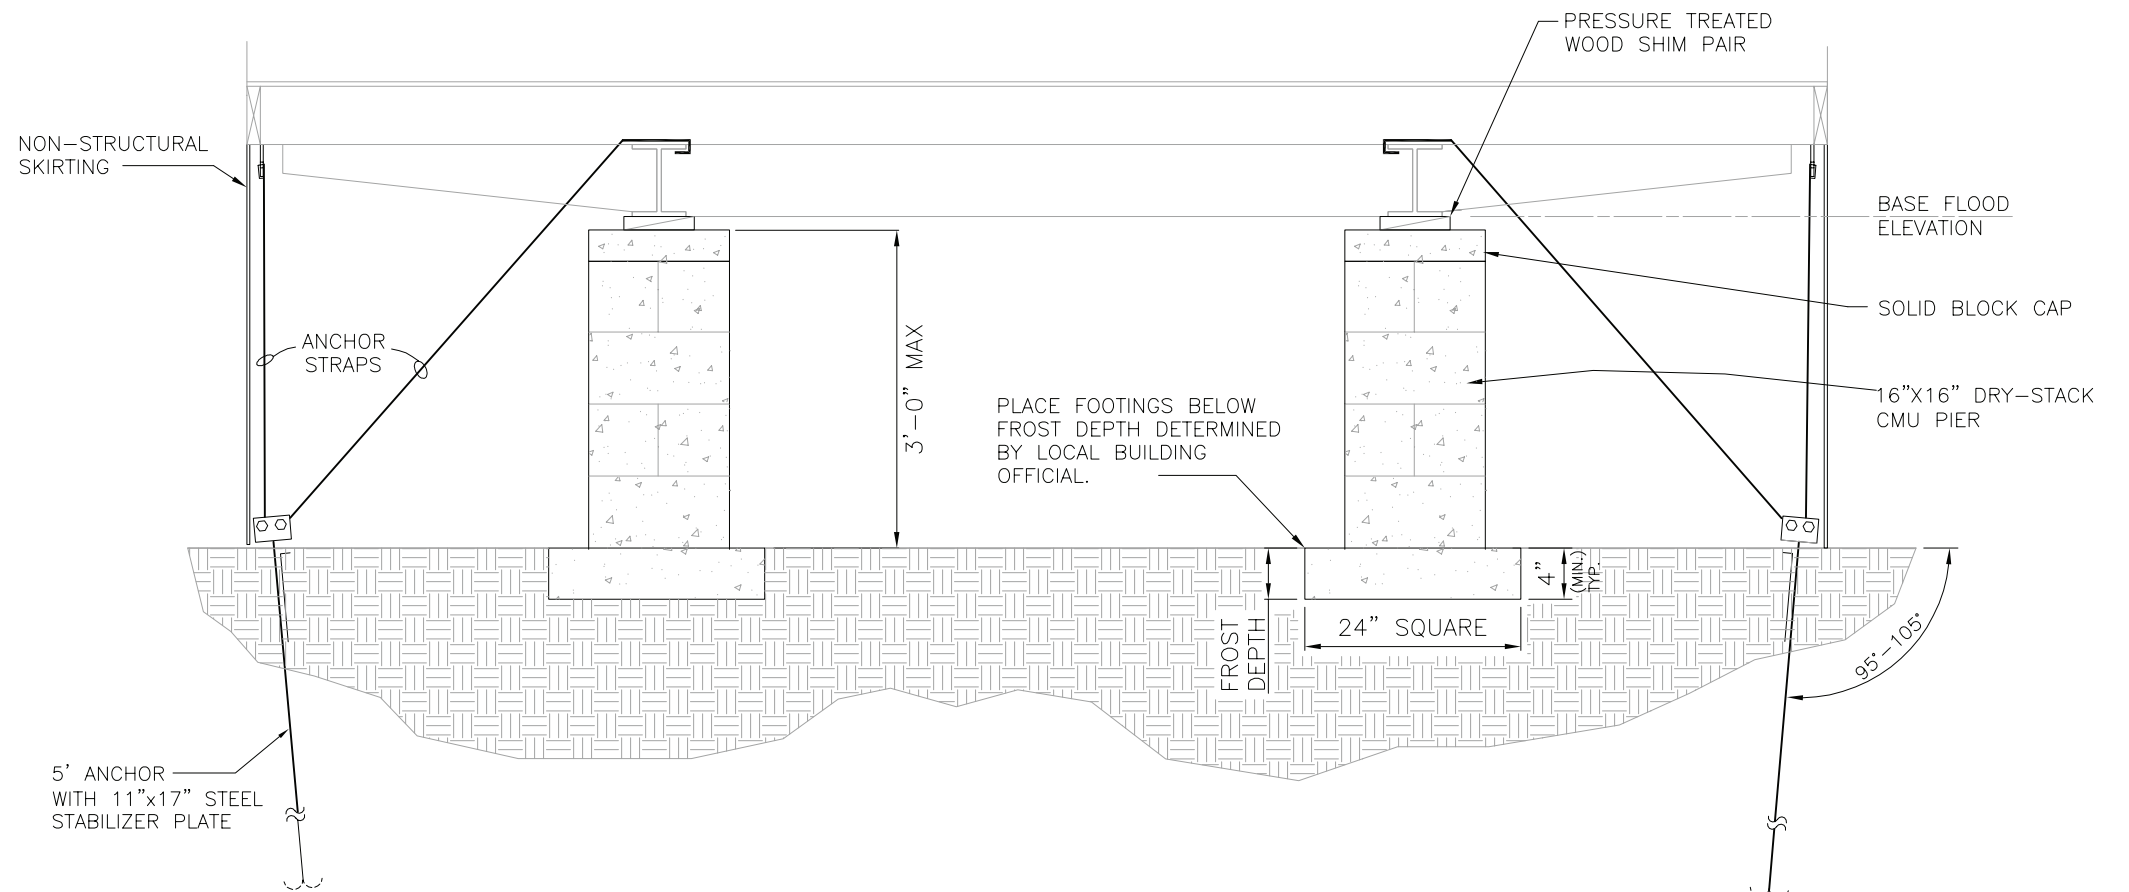 PRESSURE TREATED
WOOD SHIM PAIR
NON-STRUCTURAL
SKIRTING
BASE FLOOD
ELEVATION
SOLID BLOCK CAP
ANCHOR
STRAPS
3'-0" MAX
16"X16" DRY-STACK
CMU PIER
PLACE FOOTINGS BELOW
FROST DEPTH DETERMINED
BY LOCAL BUILDING
OFFICIAL.
4"
(MIN.)
TYP.
24" SQUARE
FROST
DEPTH
95°-105°
5' ANCHOR
WITH 11"x17" STEEL
STABILIZER PLATE